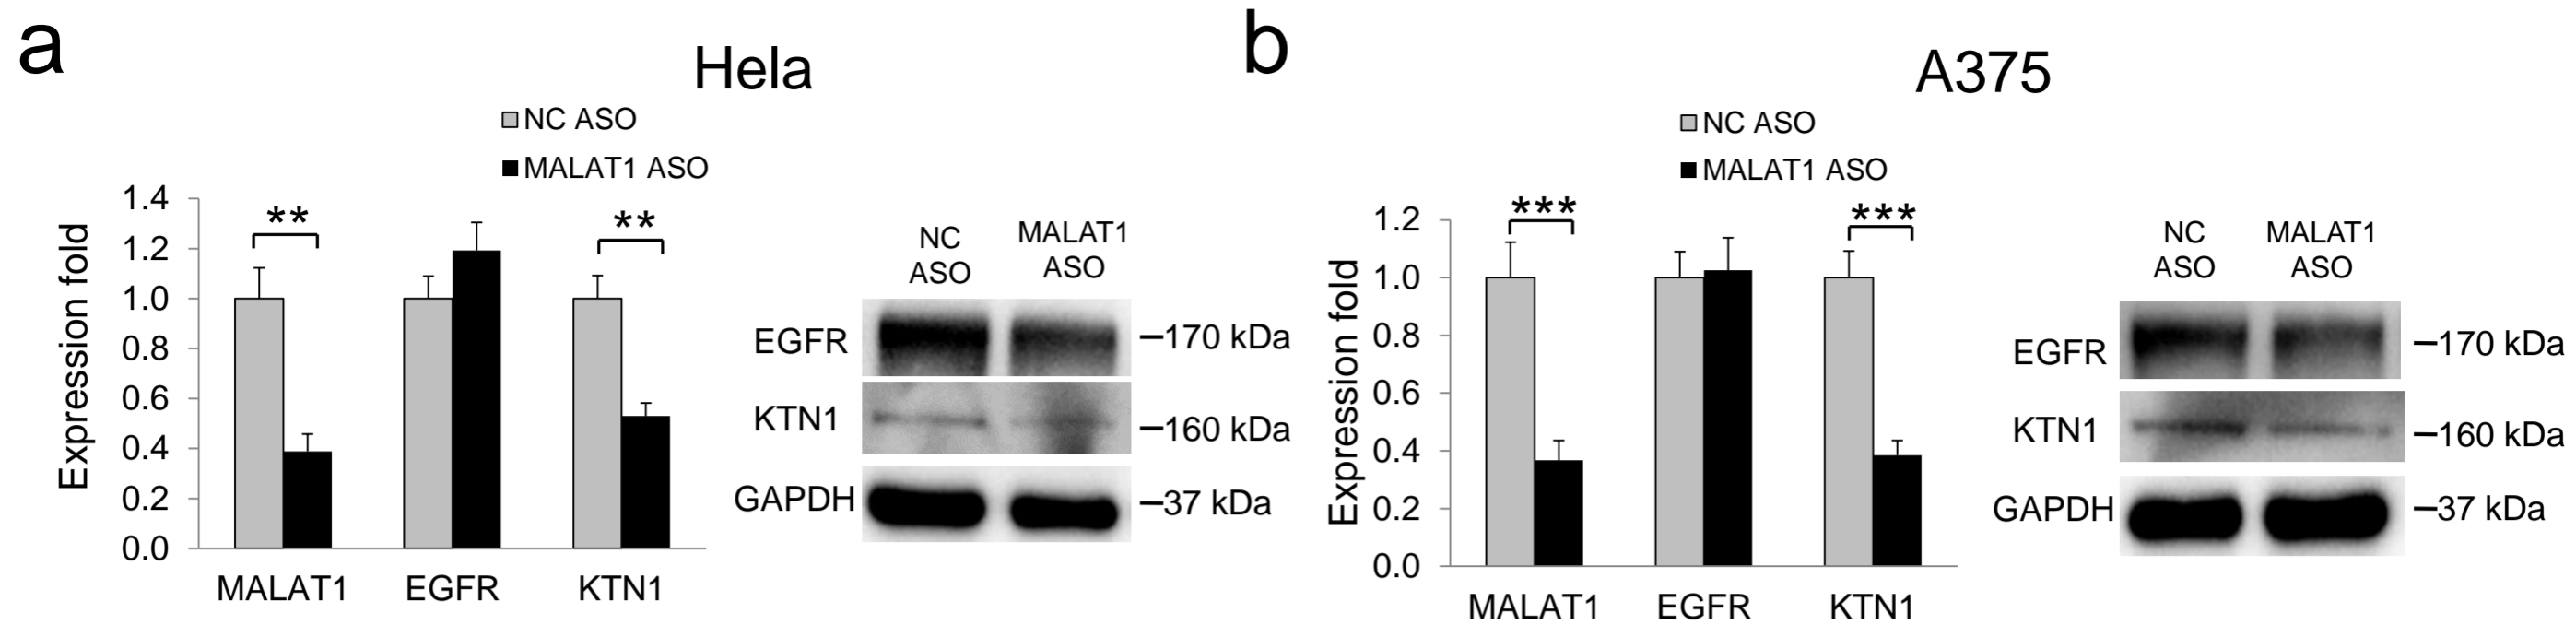 a
Hela
NC ASO
MALAT1 ASO
**
**
Expression fold
1.4
1.2
1.0
0.8
0.6
0.4
0.2
0.0
MALAT1
EGFR
KTN1
NC
ASO
MALAT1
ASO
EGFR
–170 kDa
KTN1
–160 kDa
GAPDH
–37 kDa
b
A375
NC ASO
MALAT1 ASO
***
***
Expression fold
1.2
1.0
0.8
0.6
0.4
0.2
0.0
MALAT1
EGFR
KTN1
NC
ASO
MALAT1
ASO
EGFR
–170 kDa
KTN1
–160 kDa
GAPDH
–37 kDa